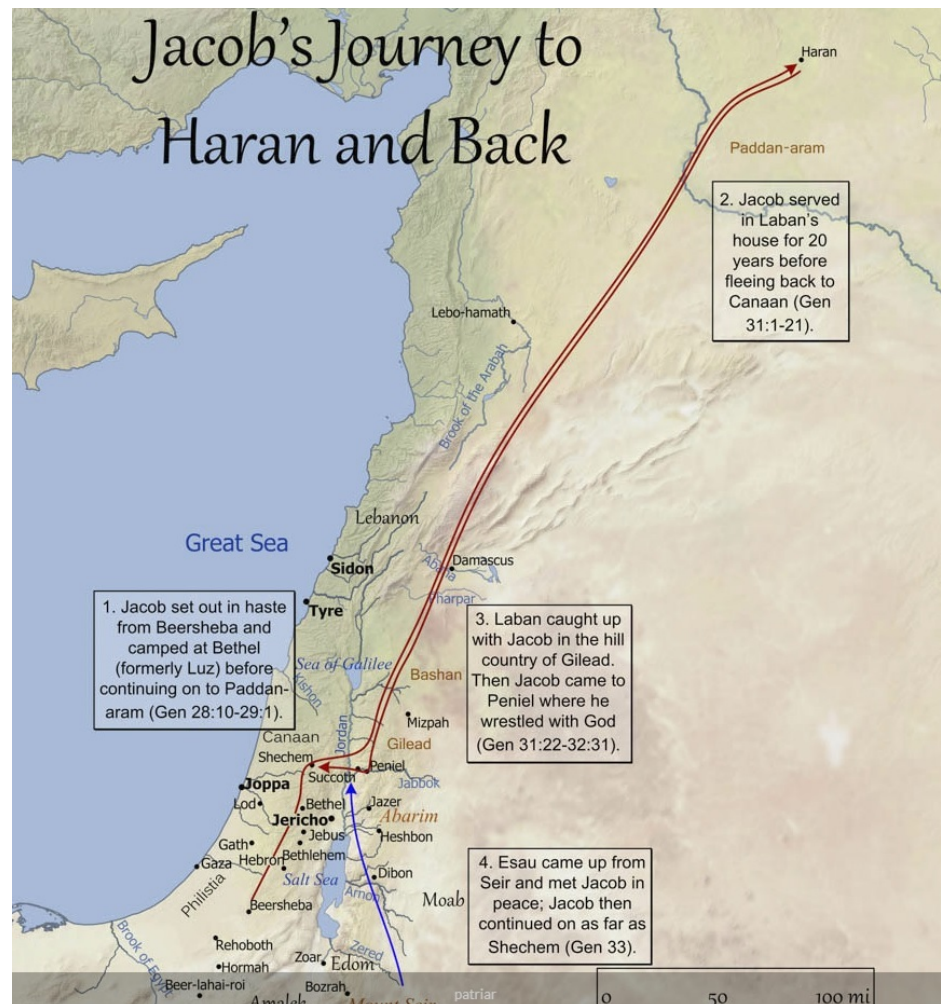 Jacob's Journey to
Haran and Back
Haran
Paddan-aram
2. Jacob served
in Laban's
house for 20
years before
fleeing back to
Canaan (Gen
31:1-21).
Lebo-hamath
Brook of the Arabah
Lebanon
Great Sea
Sidon
Damascus
Abana
Pharpar
Tyre
1. Jacob set out in haste
from Beersheba and
camped at Bethel
(formerly Luz) before
continuing on to Paddan-
aram (Gen 28:10-29:1).
3. Laban caught up
with Jacob in the hill
country of Gilead.
Then Jacob came to
Peniel where he
wrestled with God
(Gen 31:22-32:31).
Sea of Galilee
Kishon
Bashan
Mizpah
Jordan
Canaan
Gilead
Shechem
Succoth
Peniel
Jabbok
Joppa
Lod
Bethel
Jazer
Jericho
Abarim
Jebus
Heshbon
Gath
Bethlehem
Hebron
Gaza
Salt Sea
Dibon
Philistia
Arnon
Moab
Beersheba
4. Esau came up from
Seir and met Jacob in
peace; Jacob then
continued on as far as
Shechem (Gen 33).
Brook of Egypt
Rehoboth
Zered
Zoar
Edom
Hormah
Beer-lahai-roi
Bozrah
Amalek
Mount Seir
patriar
0 50 100 mi